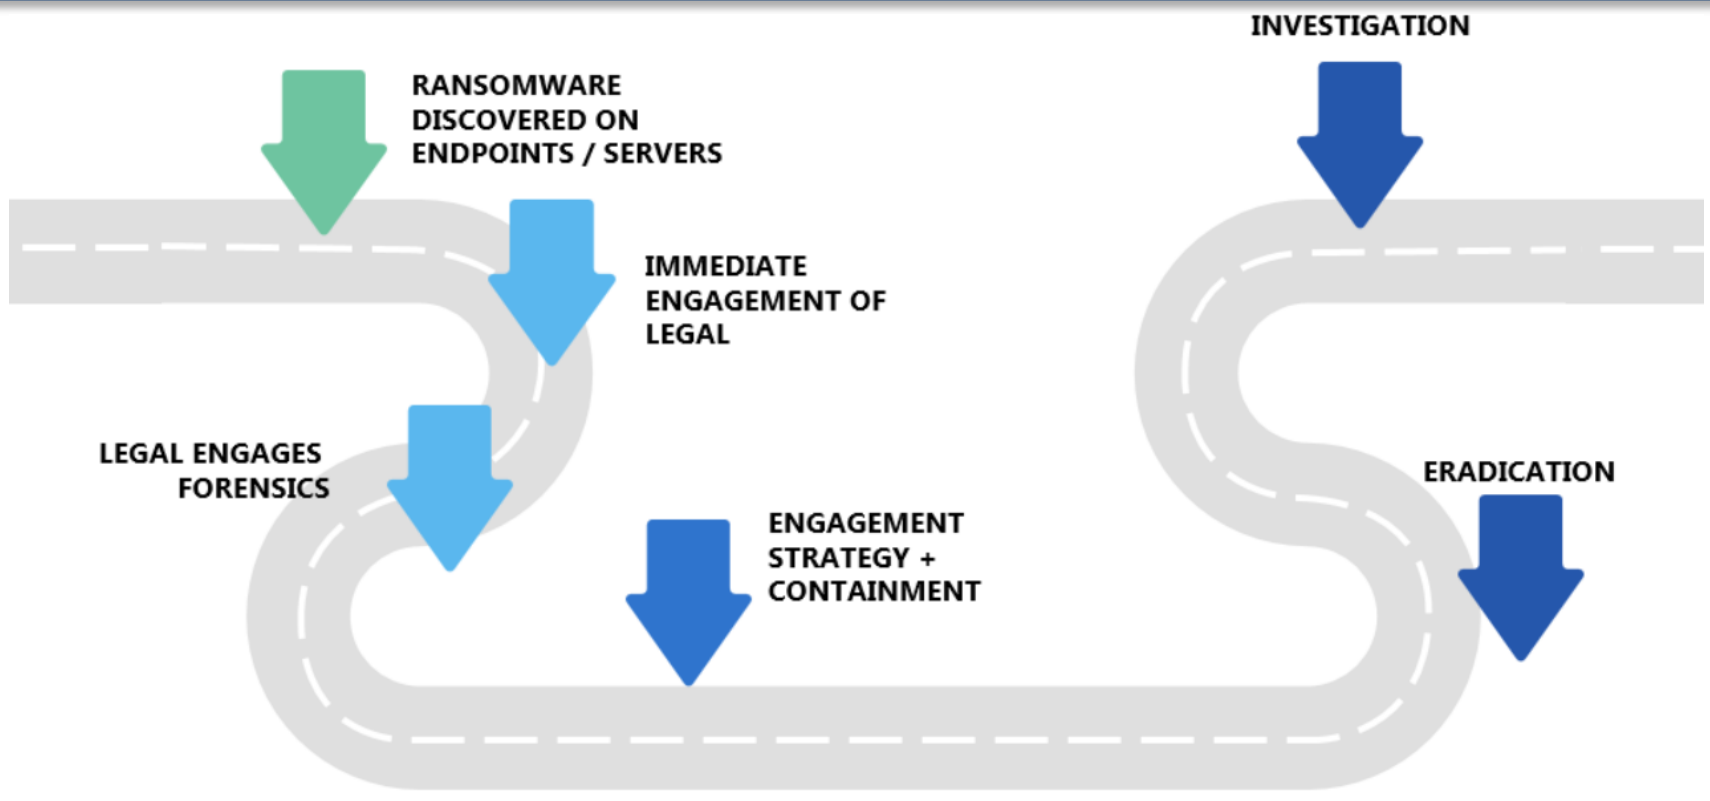 RANSOMWARE
DISCOVERED ON
ENDPOINTS / SERVERS
IMMEDIATE
ENGAGEMENT OF
LEGAL
LEGAL ENGAGES
FORENSICS
ENGAGEMENT
STRATEGY +
CONTAINMENT
ERADICATION
INVESTIGATION